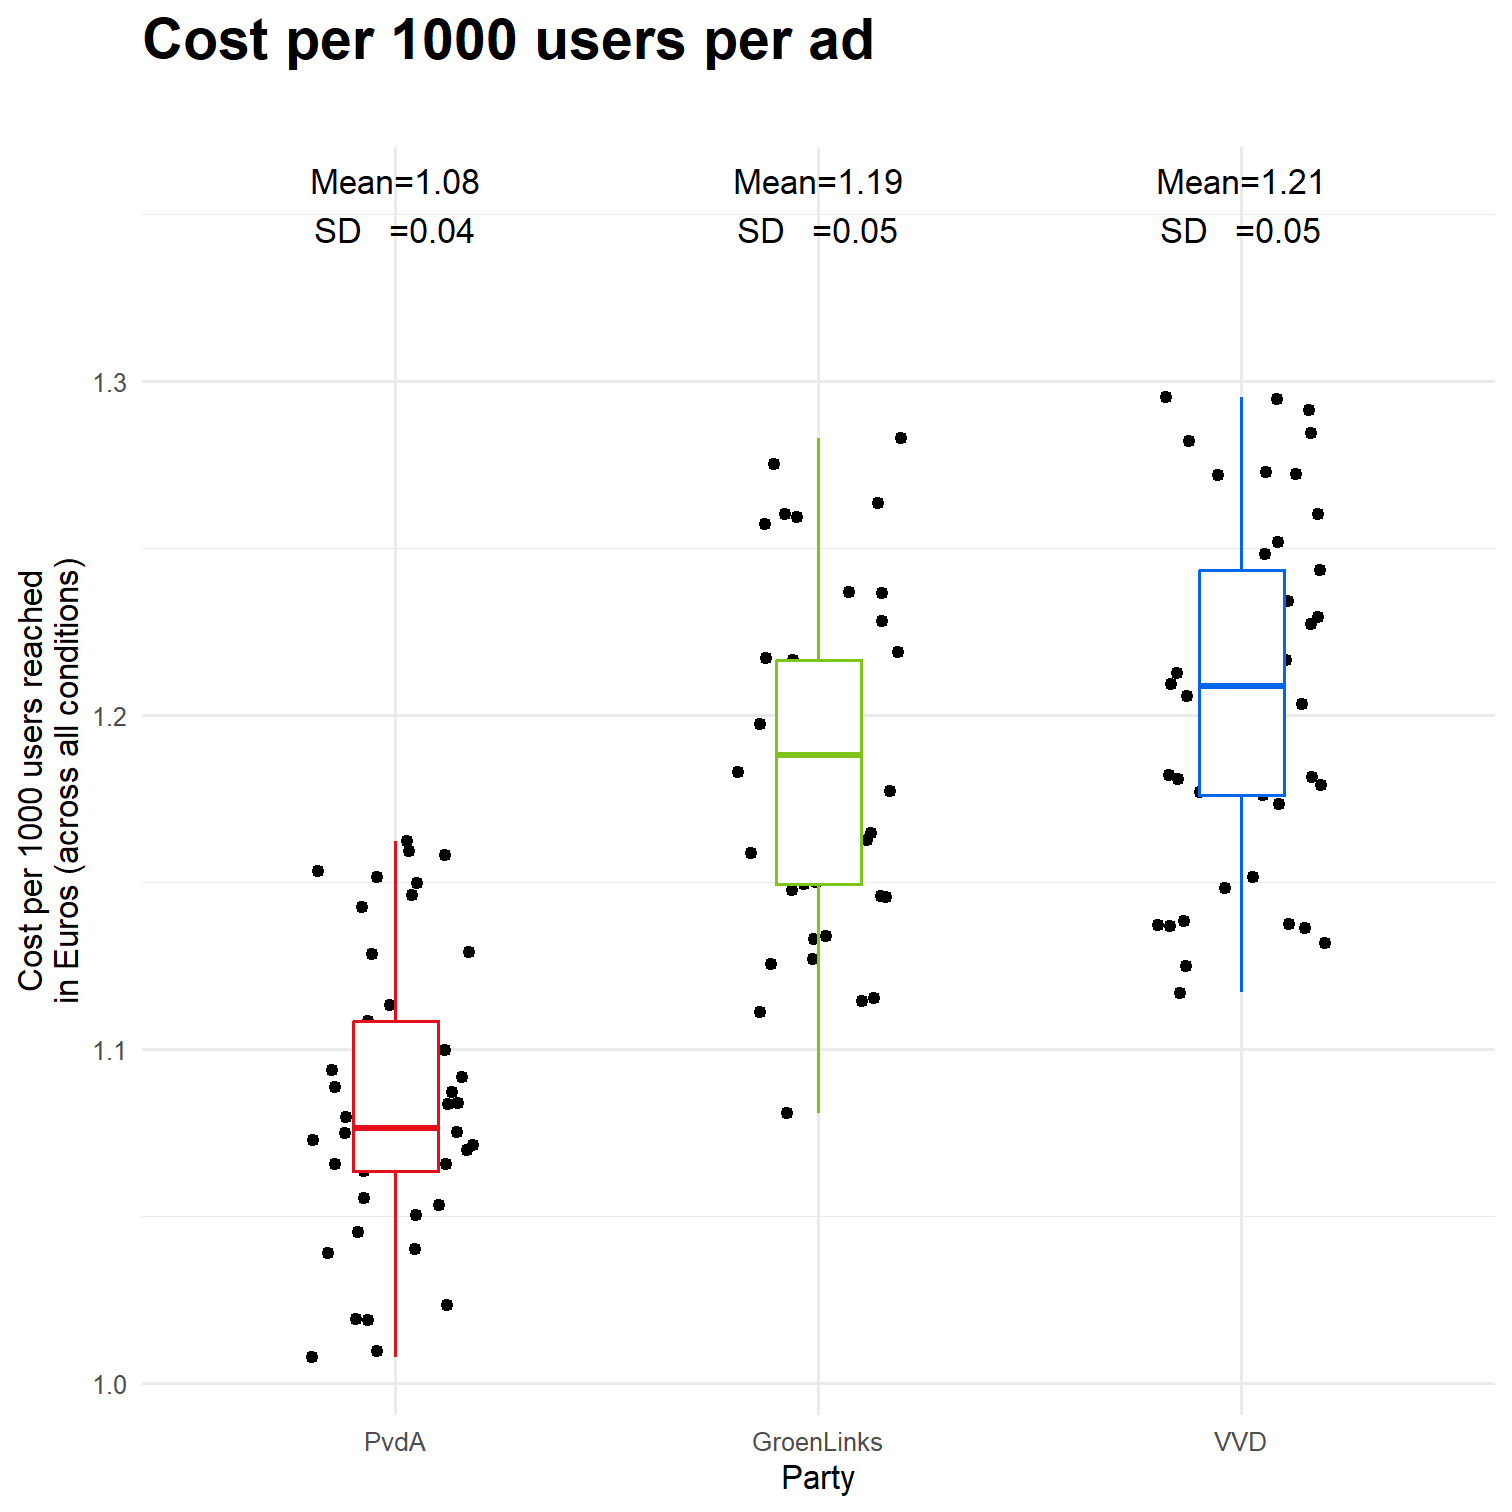 Cost per 1000 users per ad
Mean=1.08
SD   =0.04
Mean=1.19
SD   =0.05
Mean=1.21
SD   =0.05
Cost per 1000 users reached
in Euros (across all conditions)
1.3
1.2
1.1
1.0
PvdA
GroenLinks
VVD
Party